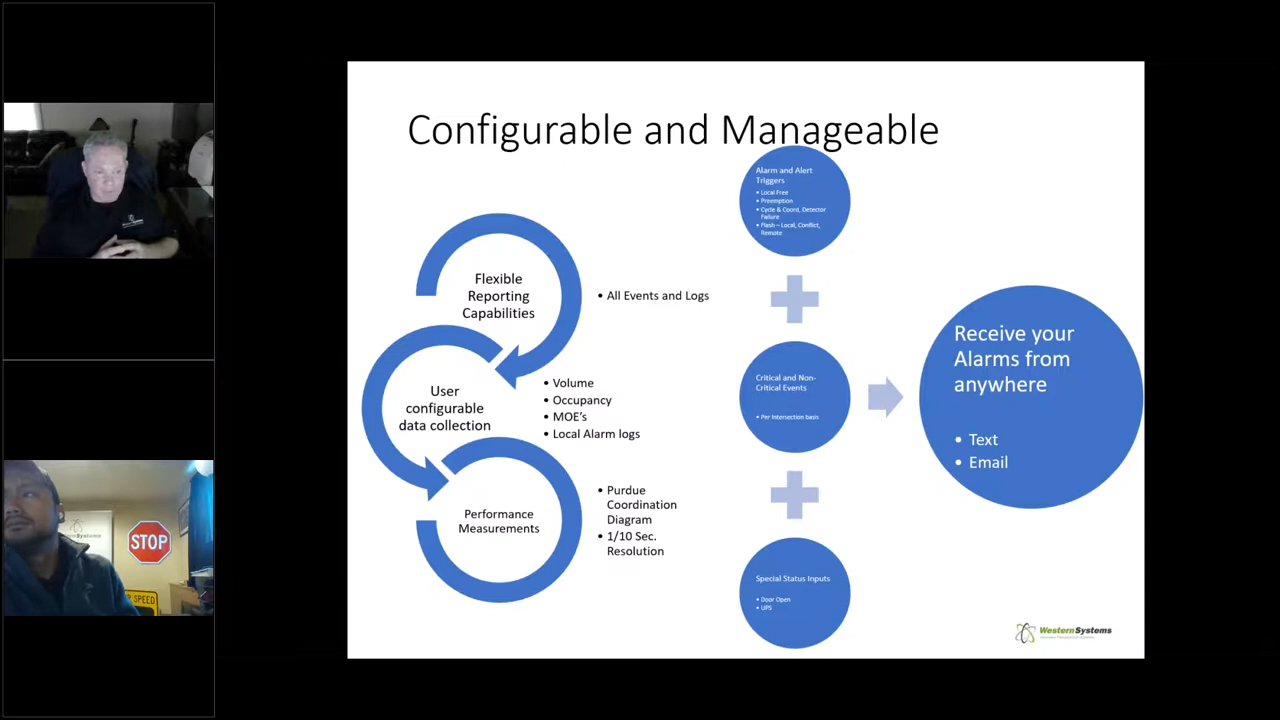 Configurable and Manageable
Flexible
Reporting
Capabilities
• All Events and Logs
User
configurable
data collection
• Volume
• Occupancy
• MOE's
• Local Alarm logs
Performance
Measurements
• Purdue
Coordination
Diagram
• 1/10 Sec.
Resolution
Alarm and Alert
Triggers
• Local Free
• Preemption
• Cycle & Coord, Detector
Failure
• Flash – Local, Conflict,
Remote
Critical and Non-
Critical Events
• Per Intersection basis
Special Status Inputs
• Door Open
• UPS
Receive your
Alarms from
anywhere
• Text
• Email
WesternSystems
STOP
SPEED